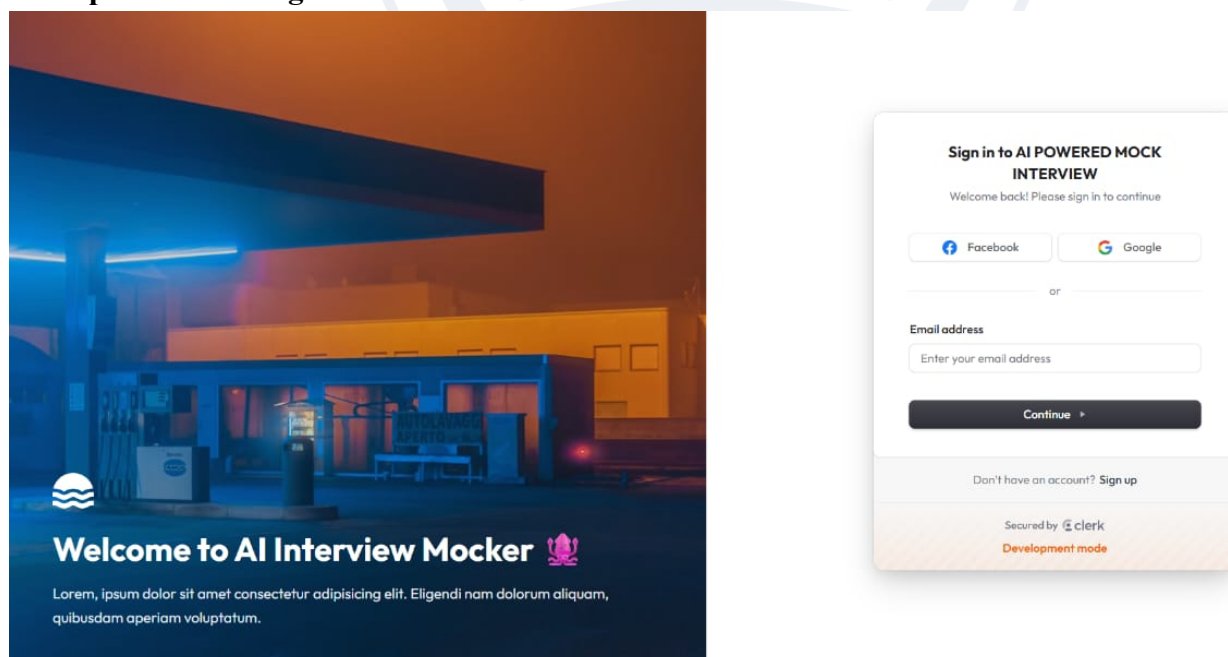 AUTOLAVAGGIO
APERTO
Welcome to AI Interview Mocker
Lorem, ipsum dolor sit amet consectetur adipisicing elit. Eligendi nam dolorum aliquam,
quibusdam aperiam voluptatum.
Sign in to AI POWERED MOCK
INTERVIEW
Welcome back! Please sign in to continue
Facebook
Google
or
Email address
Enter your email address
Continue
Don't have an account? Sign up
Secured by clerk
Development mode